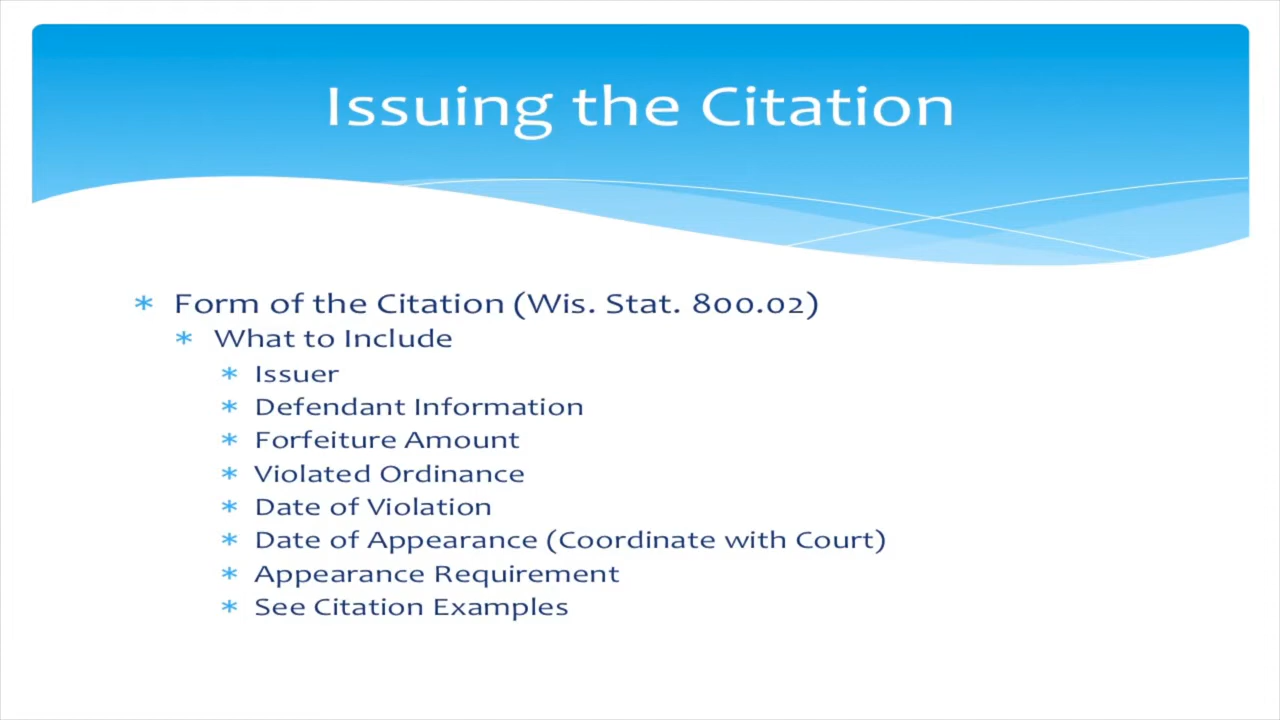 Issuing the Citation
* Form of the Citation (Wis. Stat. 800.02)
* What to Include
* Issuer
* Defendant Information
* Forfeiture Amount
* Violated Ordinance
* Date of Violation
* Date of Appearance (Coordinate with Court)
* Appearance Requirement
* See Citation Examples